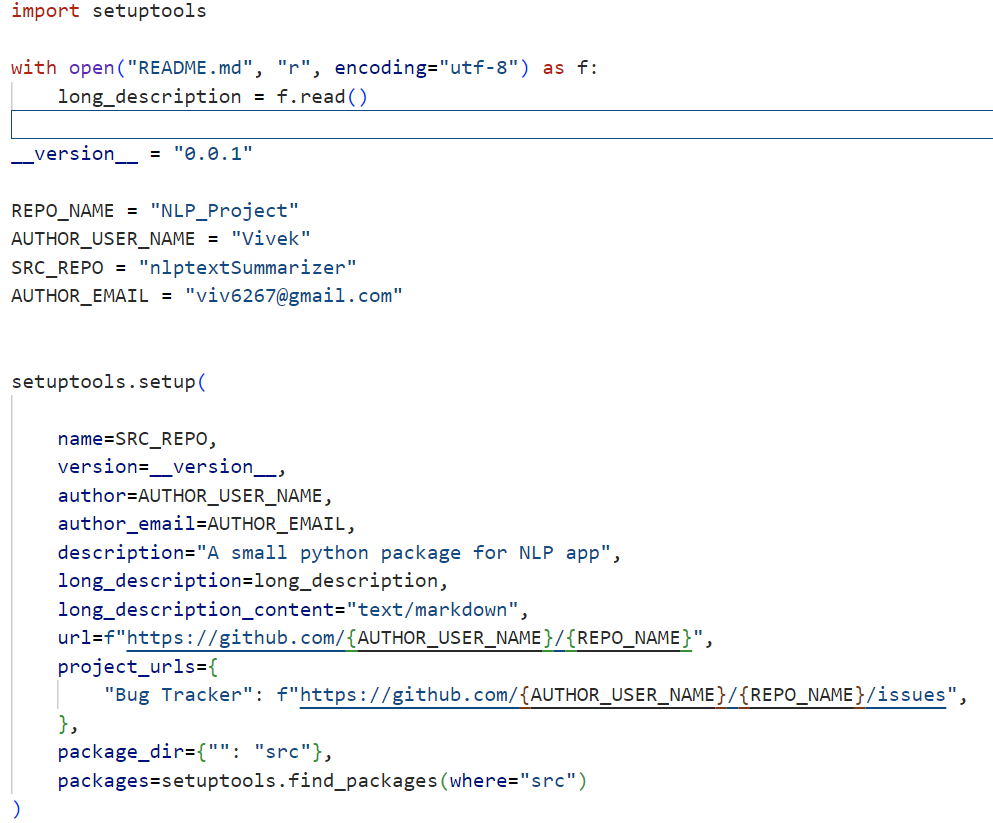 import setuptools
with open("README.md", "r", encoding="utf-8") as f:
    long_description = f.read()
__version__ = "0.0.1"
REPO_NAME = "NLP_Project"
AUTHOR_USER_NAME = "Vivek"
SRC_REPO = "nlptextSummarizer"
AUTHOR_EMAIL = "viv6267@gmail.com"
setuptools.setup(
    name=SRC_REPO,
    version=__version__,
    author=AUTHOR_USER_NAME,
    author_email=AUTHOR_EMAIL,
    description="A small python package for NLP app",
    long_description=long_description,
    long_description_content="text/markdown",
    url=f"https://github.com/{AUTHOR_USER_NAME}/{REPO_NAME}",
    project_urls={
        "Bug Tracker": f"https://github.com/{AUTHOR_USER_NAME}/{REPO_NAME}/issues",
    },
    package_dir={"": "src"},
    packages=setuptools.find_packages(where="src")
)